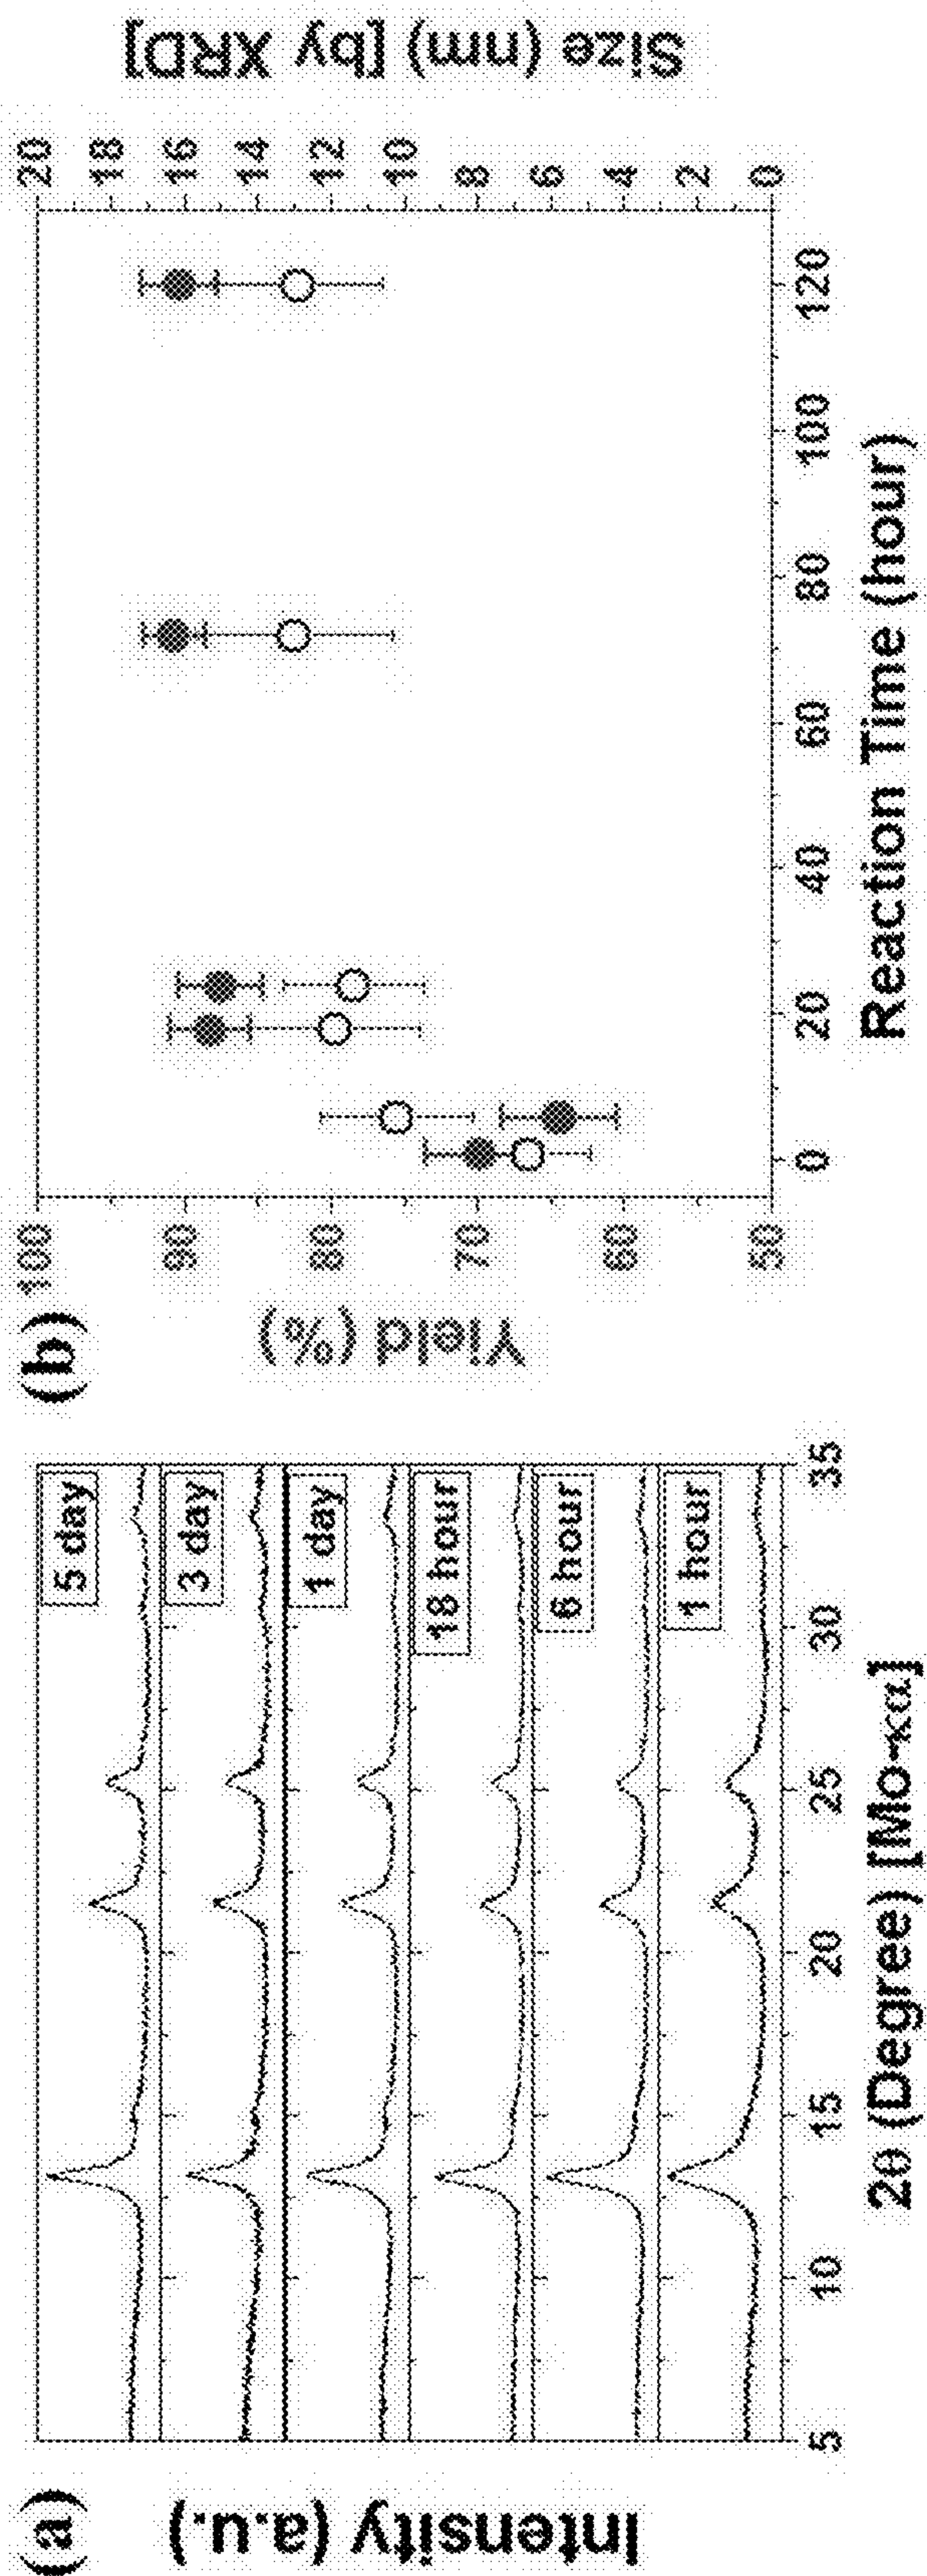 (a)
Intensity (a.u.)
5 day
3 day
1 day
18 hour
6 hour
1 hour
5 10 15 20 25 30 35
2θ (Degree) [Mo-κα]
(b)
Yield (%)
100
90
80
70
60
50
20
18
16
14
12
10
8
6
4
2
0
Size (nm) [by XRD]
0 20 40 60 80 100 120
Reaction Time (hour)